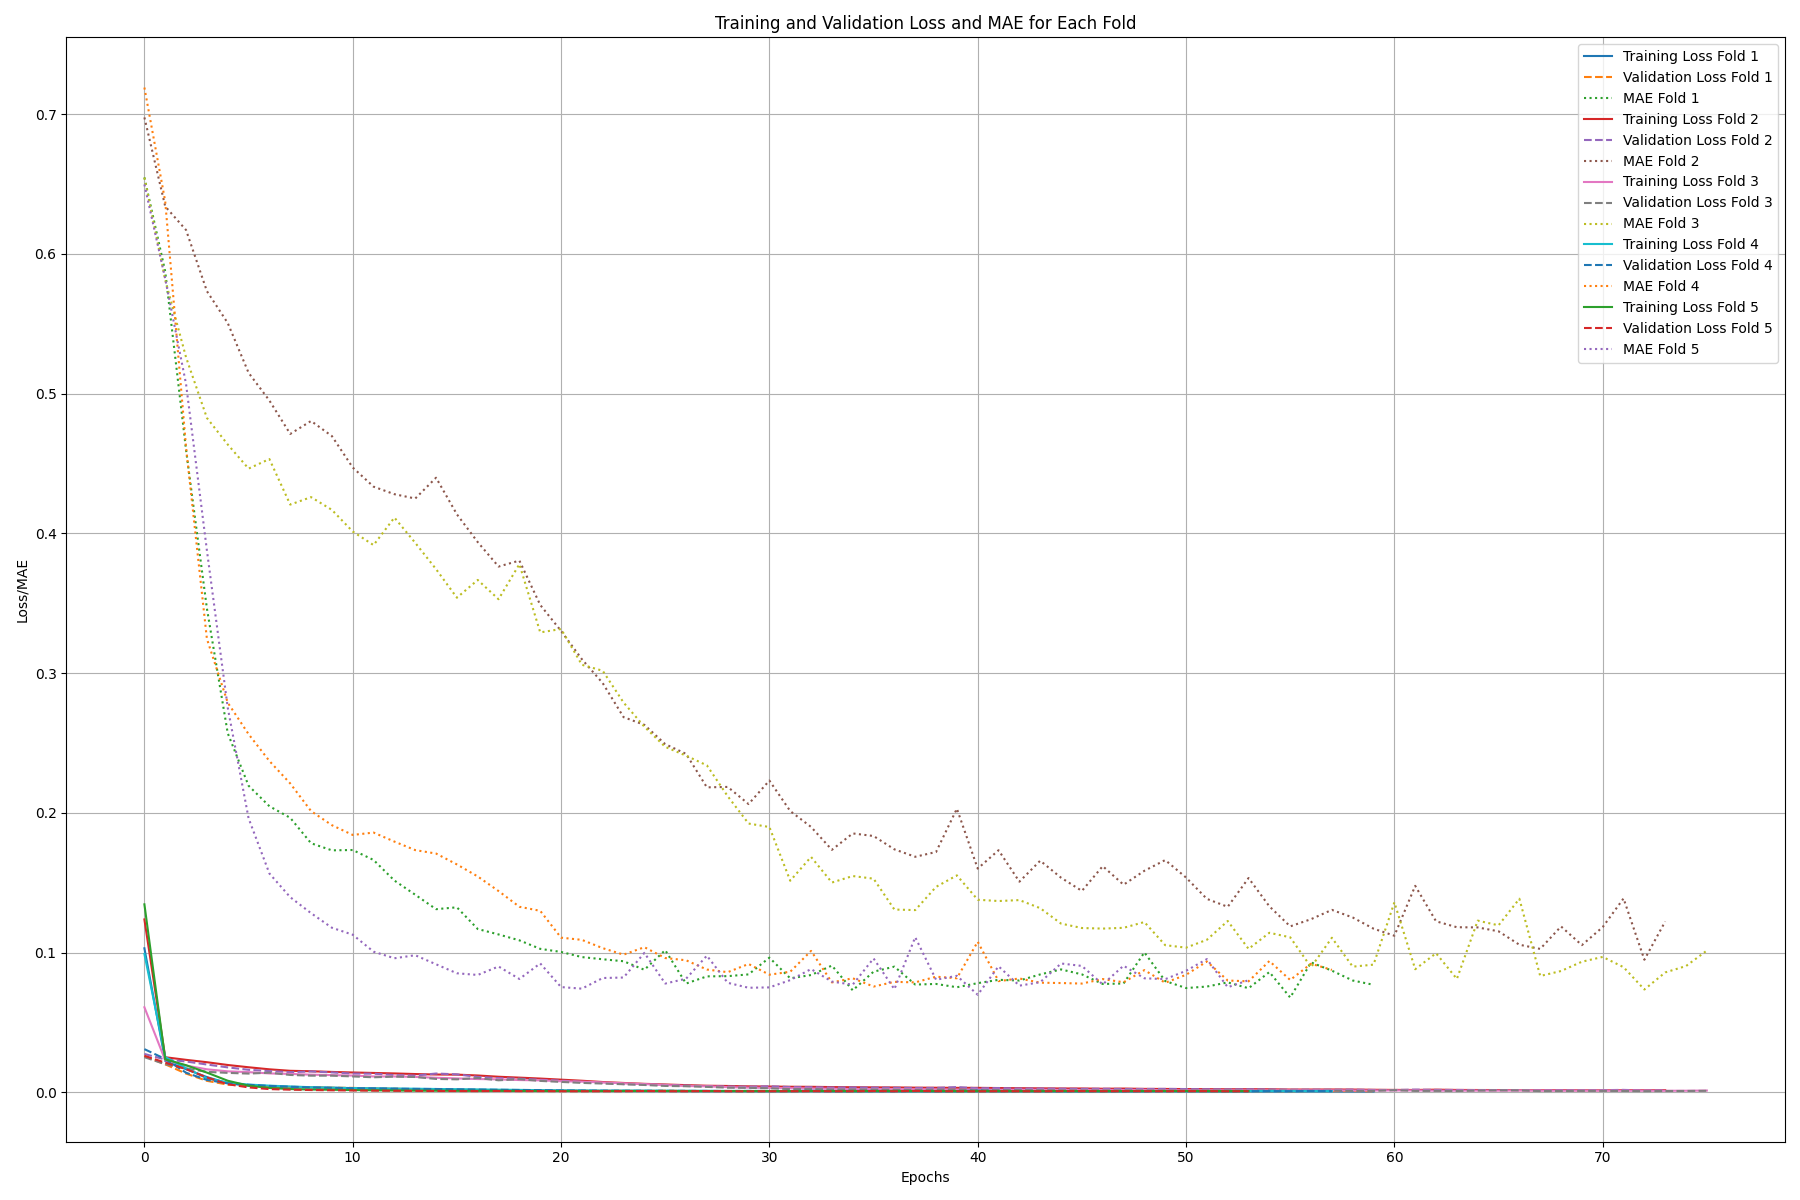 Training and Validation Loss and MAE for Each Fold
Training Loss Fold 1
Validation Loss Fold 1
MAE Fold 1
Training Loss Fold 2
Validation Loss Fold 2
MAE Fold 2
Training Loss Fold 3
Validation Loss Fold 3
MAE Fold 3
Training Loss Fold 4
Validation Loss Fold 4
MAE Fold 4
Training Loss Fold 5
Validation Loss Fold 5
MAE Fold 5
Loss/MAE
0.7
0.6
0.5
0.4
0.3
0.2
0.1
0.0
0 10 20 30 40 50 60 70
Epochs